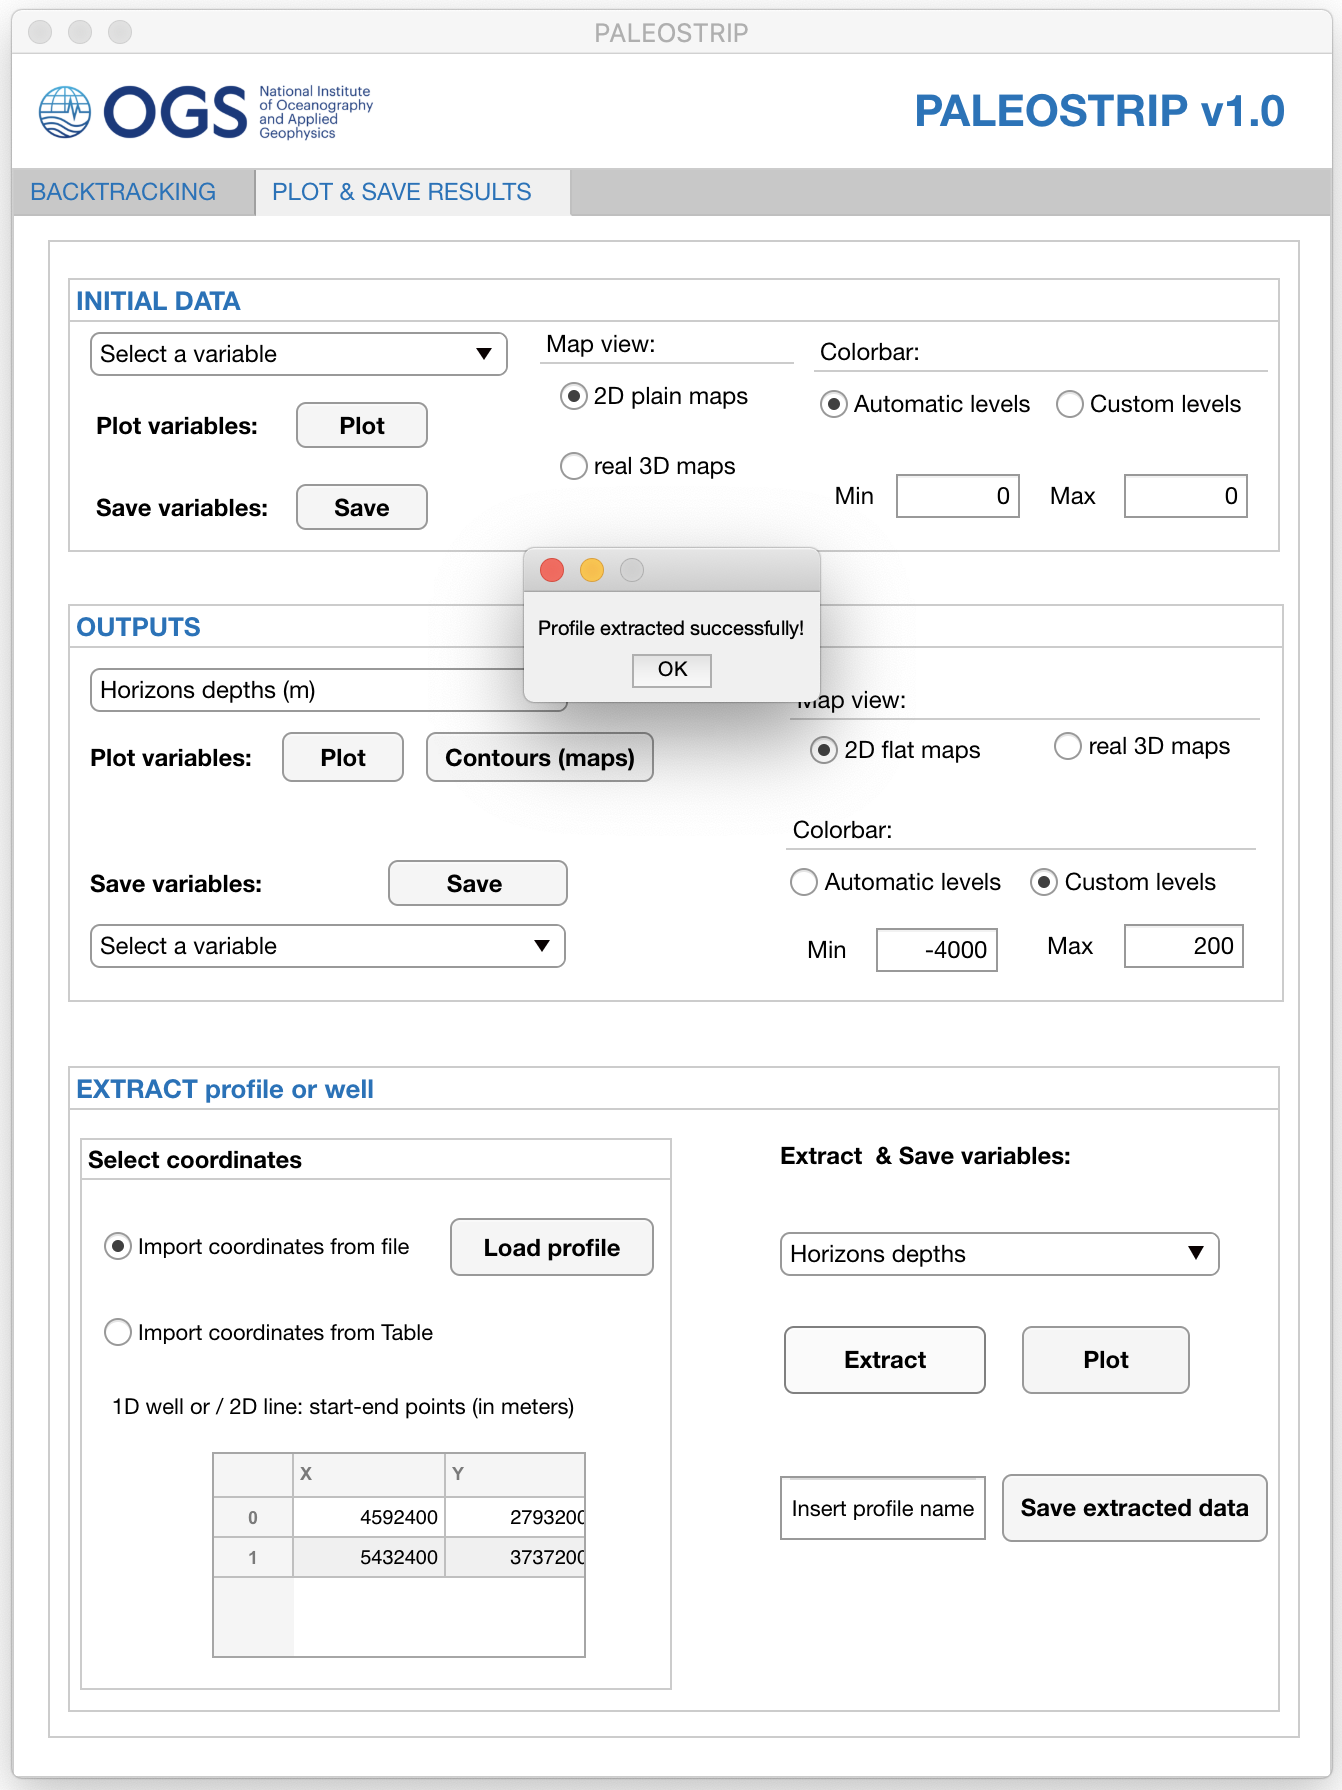 PALEOSTRIP
OGS
National Institute
of Oceanography
and Applied
Geophysics
PALEOSTRIP v1.0
BACKTRACKING
PLOT & SAVE RESULTS
INITIAL DATA
Select a variable
Map view:
Colorbar:
2D plain maps
Automatic levels
Custom levels
Plot variables:
Plot
real 3D maps
Save variables:
Save
Min
0
Max
0
Profile extracted successfully!
OK
OUTPUTS
Horizons depths (m)
Map view:
Plot variables:
Plot
Contours (maps)
2D flat maps
real 3D maps
Colorbar:
Save variables:
Save
Automatic levels
Custom levels
Select a variable
Min
-4000
Max
200
EXTRACT profile or well
Select coordinates
Extract & Save variables:
Import coordinates from file
Load profile
Horizons depths
Import coordinates from Table
Extract
Plot
1D well or / 2D line: start-end points (in meters)
X Y
0 4592400 2793200
1 5432400 3737200
Insert profile name
Save extracted data